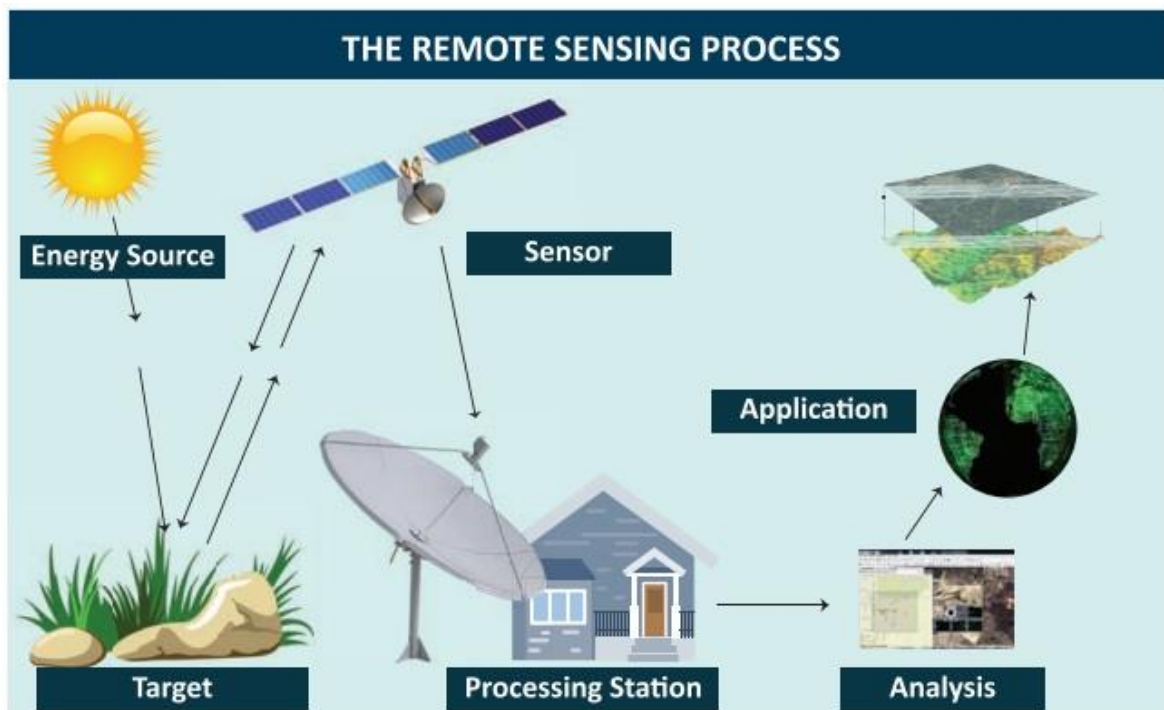 THE REMOTE SENSING PROCESS
Energy Source
Sensor
Application
Target
Processing Station
Analysis